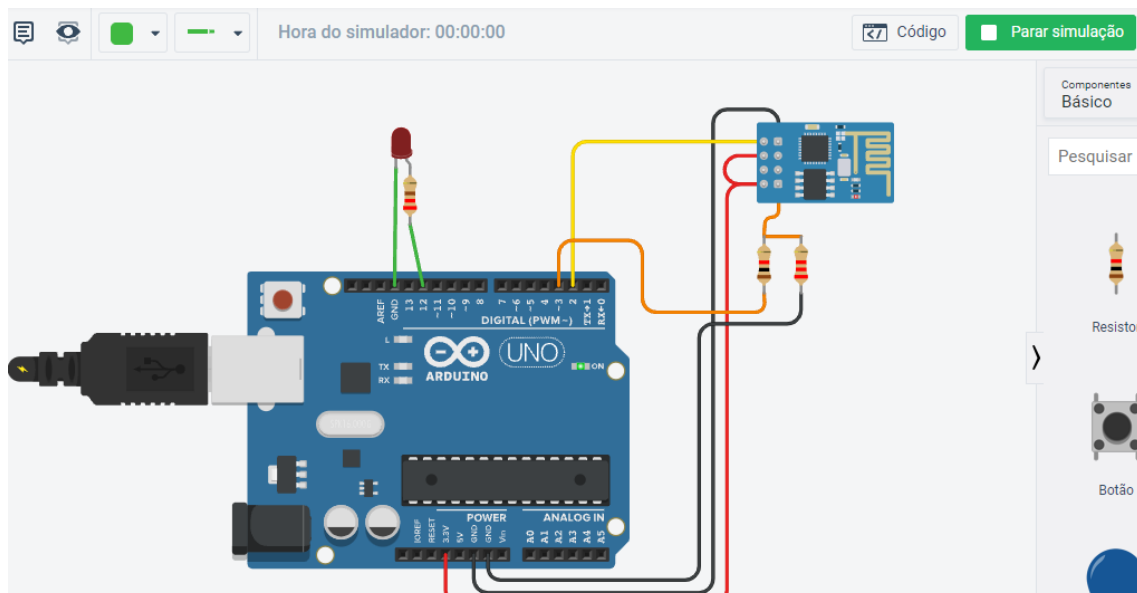 Hora do simulador: 00:00:00
Código
Parar simulação
Componentes
Básico
Pesquisar
Resistor
Botão
AREF
GND
13
12
~11
~10
~9
8
7
~6
~5
4
~3
2
TX→1
RX←0
DIGITAL (PWM~)
L
TX
RX
ARDUINO
UNO
ON
IOREF
RESET
3.3V
5V
GND
GND
Vin
POWER
ANALOG IN
A0
A1
A2
A3
A4
A5